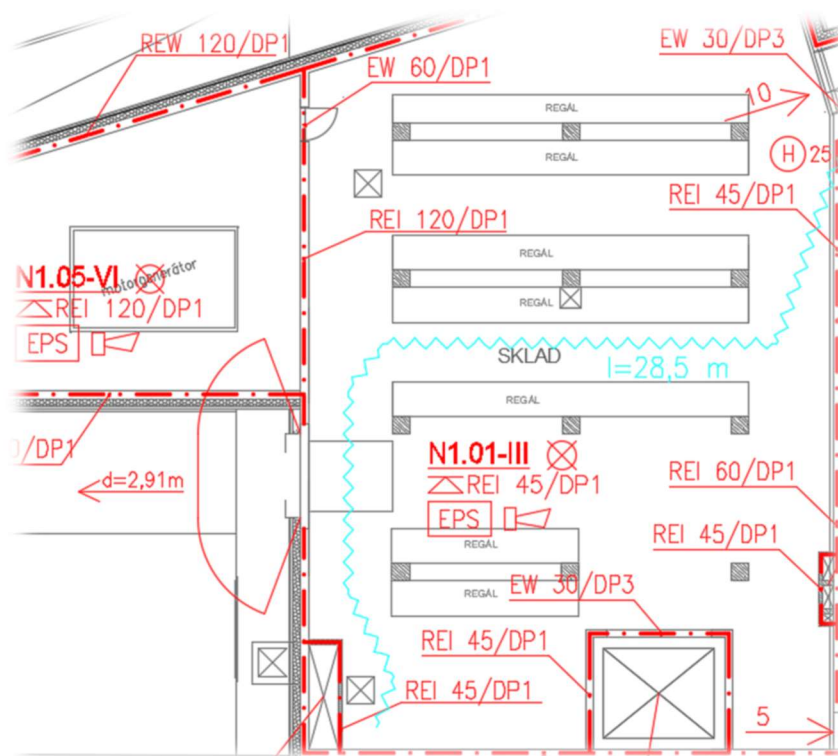 REW 120/DP1
EW 60/DP1
EW 30/DP3
REGÁL
10
REGÁL
H
25
REI 45/DP1
REI 120/DP1
REGÁL
motorgenerátor
N1.05-VI
REI 120/DP1
REGÁL
EPS
SKLAD
l=28,5 m
REGÁL
0/DP1
N1.01-III
d=2,91m
REI 45/DP1
REI 60/DP1
EPS
REI 45/DP1
REGÁL
REGÁL
EW 30/DP3
REI 45/DP1
REI 45/DP1
5